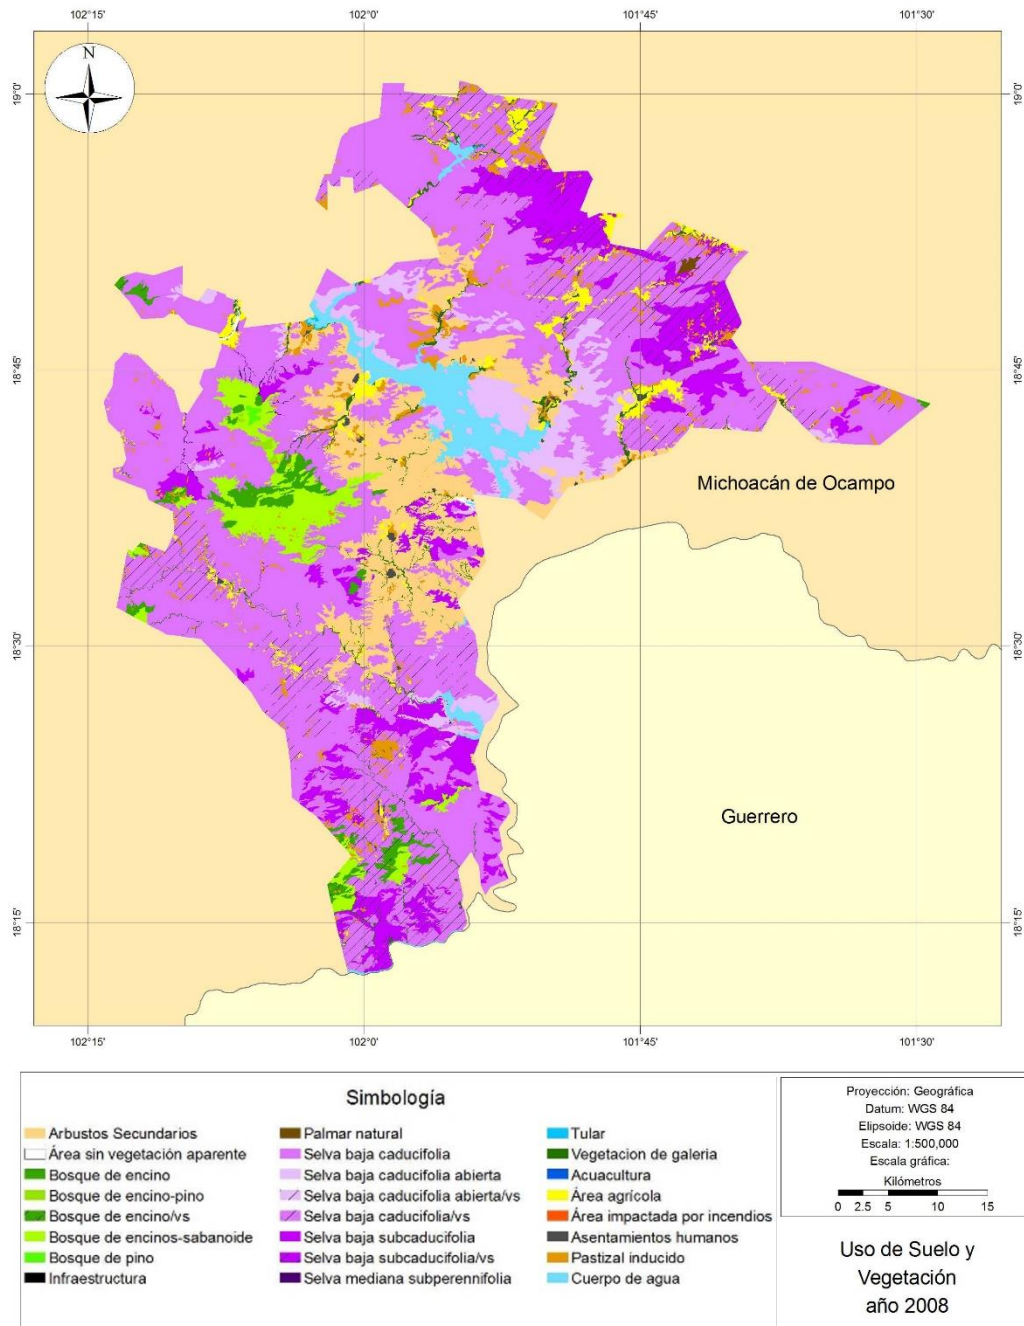 102°15'
102°0'
101°45'
101°30'
N
19°0'
19°0'
18°45'
18°45'
Michoacán de Ocampo
18°30'
18°30'
Guerrero
18°15'
18°15'
102°15'
102°0'
101°45'
101°30'
Simbología
Arbustos Secundarios
Área sin vegetación aparente
Bosque de encino
Bosque de encino-pino
Bosque de encino/vs
Bosque de encinos-sabanoide
Bosque de pino
Infraestructura
Palmar natural
Selva baja caducifolia
Selva baja caducifolia abierta
Selva baja caducifolia abierta/vs
Selva baja caducifolia/vs
Selva baja subcaducifolia
Selva baja subcaducifolia/vs
Selva mediana subperennifolia
Tular
Vegetacion de galeria
Acuacultura
Área agrícola
Área impactada por incendios
Asentamientos humanos
Pastizal inducido
Cuerpo de agua
Proyección: Geográfica
Datum: WGS 84
Elipsoide: WGS 84
Escala: 1:500,000
Escala gráfica:
Kilómetros
0 2.5 5 10 15
Uso de Suelo y
Vegetación
año 2008